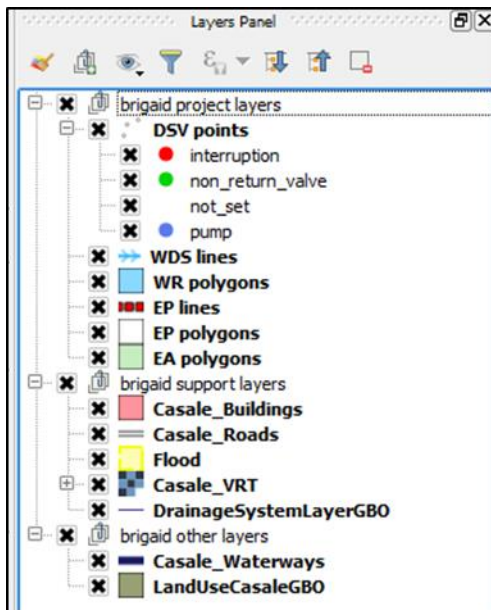 Layers Panel
brigaid project layers
DSV points
interruption
non_return_valve
not_set
pump
WDS lines
WR polygons
EP lines
EP polygons
EA polygons
brigaid support layers
Casale_Buildings
Casale_Roads
Flood
Casale_VRT
DrainageSystemLayerGBO
brigaid other layers
Casale_Waterways
LandUseCasaleGBO